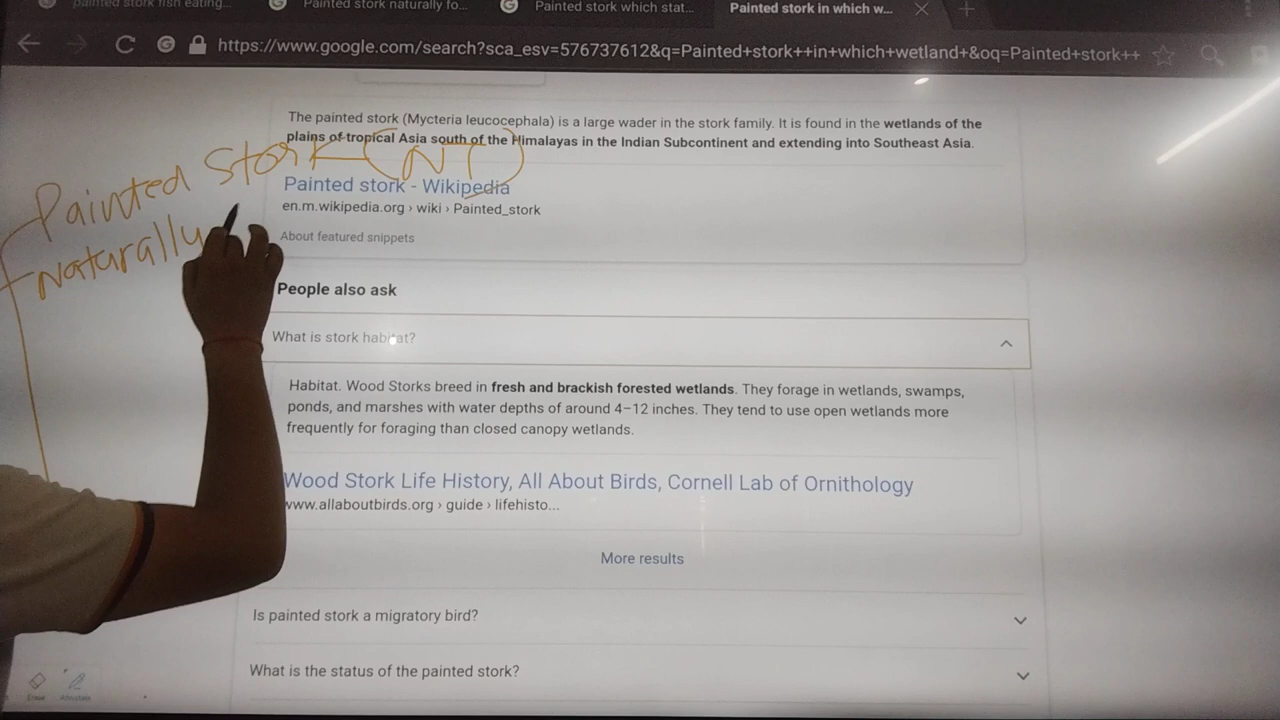 painted stork fish eating...
Painted stork naturally fo...
Painted stork which stat...
Painted stork in which w...
https://www.google.com/search?sca_esv=576737612&q=Painted+stork++in+which+wetland+&oq=Painted+stork++
The painted stork (Mycteria leucocephala) is a large wader in the stork family. It is found in the wetlands of the
plains of tropical Asia south of the Himalayas in the Indian Subcontinent and extending into Southeast Asia.
Painted Stork (NT)
Painted stork - Wikipedia
en.m.wikipedia.org › wiki › Painted_stork
Naturally
About featured snippets
People also ask
What is stork habitat?
Habitat. Wood Storks breed in fresh and brackish forested wetlands. They forage in wetlands, swamps,
ponds, and marshes with water depths of around 4–12 inches. They tend to use open wetlands more
frequently for foraging than closed canopy wetlands.
Wood Stork Life History, All About Birds, Cornell Lab of Ornithology
www.allaboutbirds.org › guide › lifehisto...
More results
Is painted stork a migratory bird?
What is the status of the painted stork?
Erase
Annotate